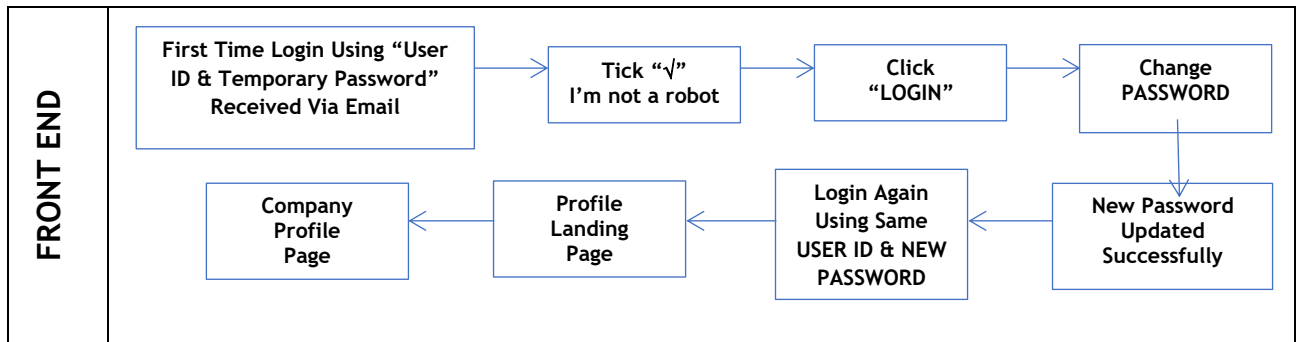 FRONT END
First Time Login Using “User
ID & Temporary Password”
Received Via Email
Tick “√”
I’m not a robot
Click
“LOGIN”
Change
PASSWORD
New Password
Updated
Successfully
Login Again
Using Same
USER ID & NEW
PASSWORD
Profile
Landing
Page
Company
Profile
Page